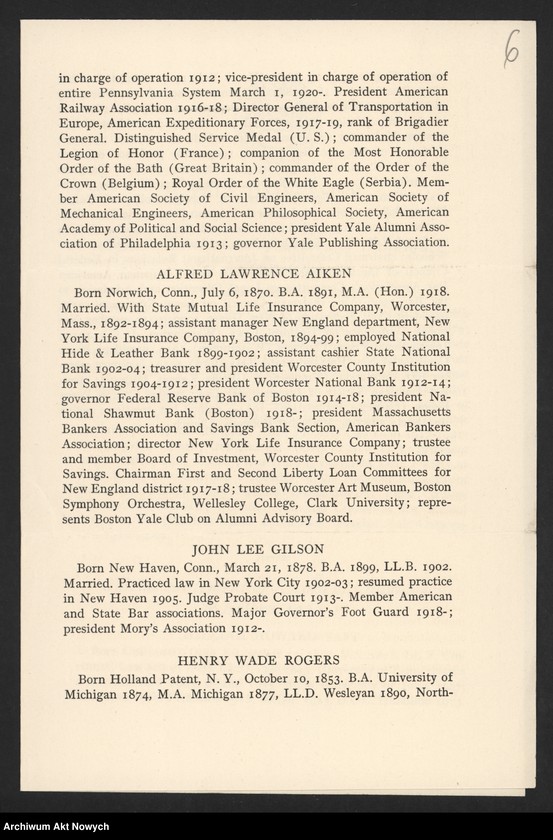 6
in charge of operation 1912; vice-president in charge of operation of
entire Pennsylvania System March 1, 1920-. President American
Railway Association 1916-18; Director General of Transportation in
Europe, American Expeditionary Forces, 1917-19, rank of Brigadier
General. Distinguished Service Medal (U. S.); commander of the
Legion of Honor (France); companion of the Most Honorable
Order of the Bath (Great Britain); commander of the Order of the
Crown (Belgium); Royal Order of the White Eagle (Serbia). Mem-
ber American Society of Civil Engineers, American Society of
Mechanical Engineers, American Philosophical Society, American
Academy of Political and Social Science; president Yale Alumni Asso-
ciation of Philadelphia 1913; governor Yale Publishing Association.
ALFRED LAWRENCE AIKEN
Born Norwich, Conn., July 6, 1870. B.A. 1891, M.A. (Hon.) 1918.
Married. With State Mutual Life Insurance Company, Worcester,
Mass., 1892-1894; assistant manager New England department, New
York Life Insurance Company, Boston, 1894-99; employed National
Hide & Leather Bank 1899-1902; assistant cashier State National
Bank 1902-04; treasurer and president Worcester County Institution
for Savings 1904-1912; president Worcester National Bank 1912-14;
governor Federal Reserve Bank of Boston 1914-18; president Na-
tional Shawmut Bank (Boston) 1918-; president Massachusetts
Bankers Association and Savings Bank Section, American Bankers
Association; director New York Life Insurance Company; trustee
and member Board of Investment, Worcester County Institution for
Savings. Chairman First and Second Liberty Loan Committees for
New England district 1917-18; trustee Worcester Art Museum, Boston
Symphony Orchestra, Wellesley College, Clark University; repre-
sents Boston Yale Club on Alumni Advisory Board.
JOHN LEE GILSON
Born New Haven, Conn., March 21, 1878. B.A. 1899, LL.B. 1902.
Married. Practiced law in New York City 1902-03; resumed practice
in New Haven 1905. Judge Probate Court 1913-. Member American
and State Bar associations. Major Governor's Foot Guard 1918-;
president Mory's Association 1912-.
HENRY WADE ROGERS
Born Holland Patent, N. Y., October 10, 1853. B.A. University of
Michigan 1874, M.A. Michigan 1877, LL.D. Wesleyan 1890, North-
Archiwum Akt Nowych